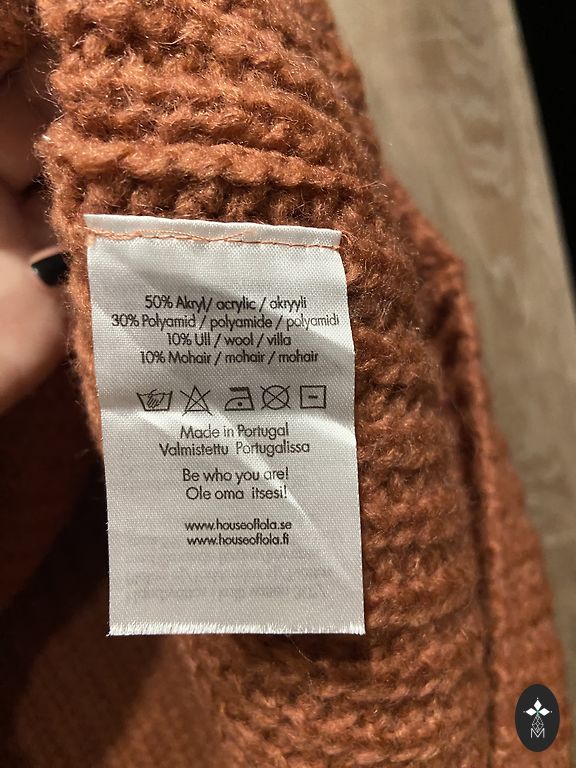 50% Akryl/ acrylic / akryyli
30% Polyamid / polyamide / polyamidi
10% Ull / wool / villa
10% Mohair / mohair / mohair
Made in Portugal
Valmistettu Portugalissa
Be who you are!
Ole oma itsesi!
www.houseoflola.se
www.houseoflola.fi
M